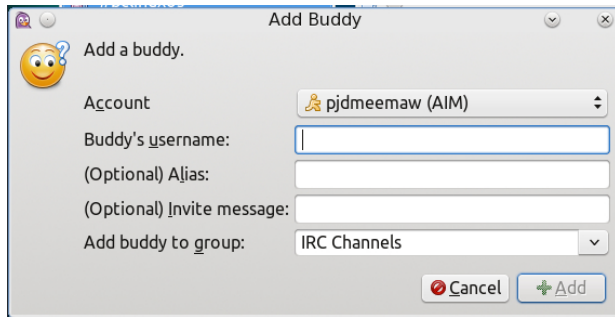 Add Buddy
Add a buddy.
Account
pjdmeemaw (AIM)
Buddy's username:
(Optional) Alias:
(Optional) Invite message:
Add buddy to group:
IRC Channels
Cancel
Add